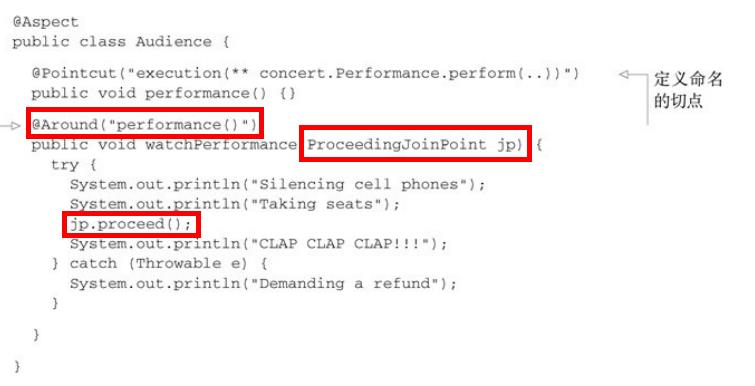 @Aspect
public class Audience {
@Pointcut("execution(** concert.Performance.perform(..))")
定义命名
的切点
public void performance() {}
@Around("performance()")
public void watchPerformance(ProceedingJoinPoint jp) {
try {
System.out.println("Silencing cell phones");
System.out.println("Taking seats");
jp.proceed();
System.out.println("CLAP CLAP CLAP!!!");
} catch (Throwable e) {
System.out.println("Demanding a refund");
}
}
}